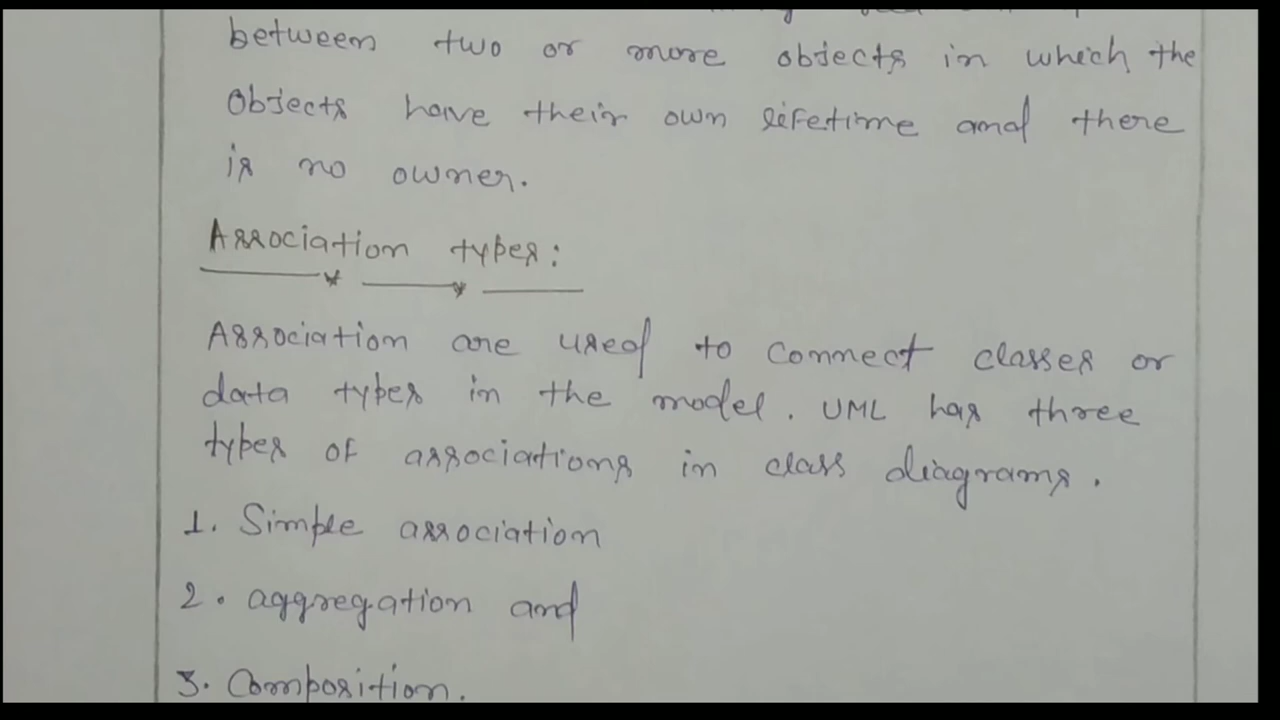 between two or more objects in which the
objects have their own lifetime and there
is no owner.
Association types:
Association are used to connect classes or
data types in the model. UML has three
types of associations in class diagrams.
1. Simple association
2. aggregation and
3. Composition.